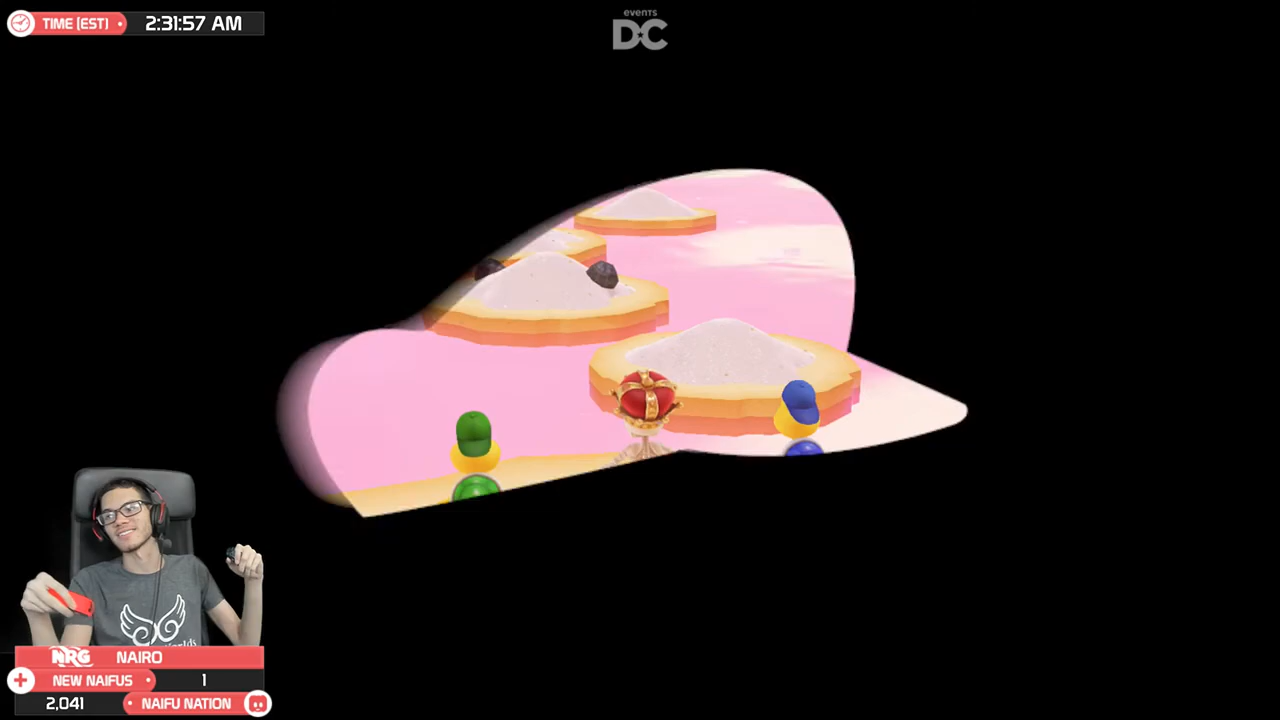 TIME [EST]
2:31:57 AM
events
DC
NRG NAIRO
NEW NAIFUS
1
2,041
NAIFU NATION